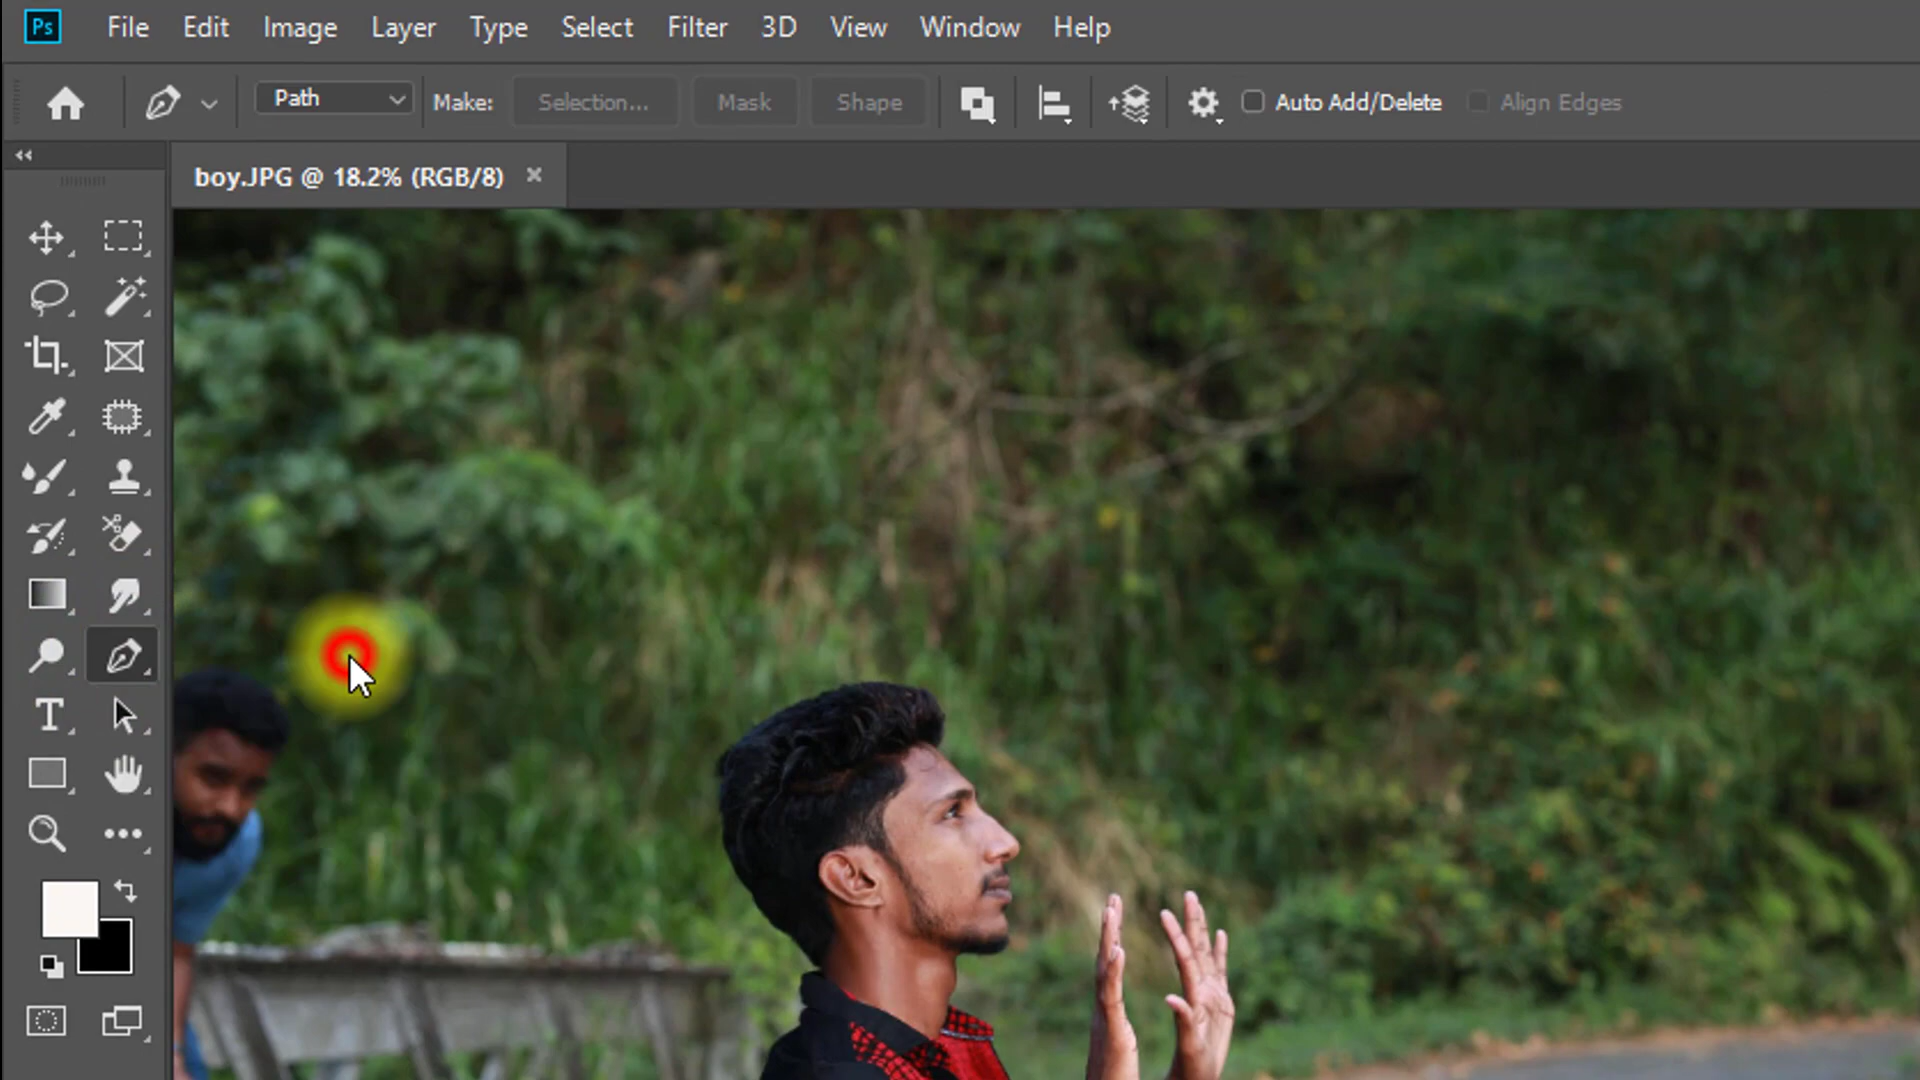 Ps File Edit Image Layer Type Select Filter 3D View Window Help
Path Make: Selection... Mask Shape Auto Add/Delete Align Edges
boy.JPG @ 18.2% (RGB/8) ×
T